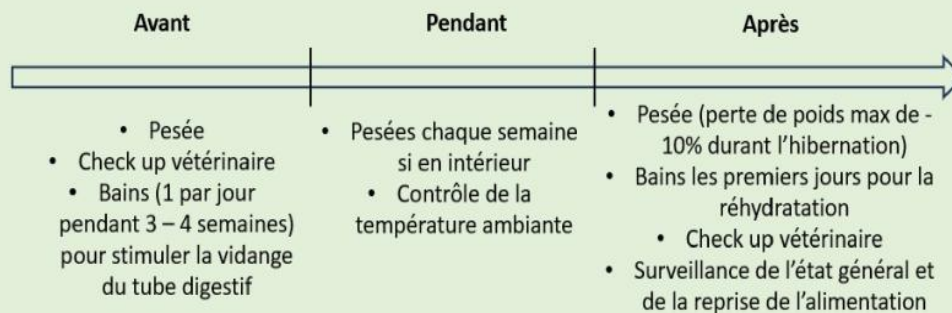 Avant
• Pesée
• Check up vétérinaire
• Bains (1 par jour
pendant 3 – 4 semaines)
pour stimuler la vidange
du tube digestif
Pendant
• Pesées chaque semaine
si en intérieur
• Contrôle de la
température ambiante
Après
• Pesée (perte de poids max de -
10% durant l’hibernation)
• Bains les premiers jours pour la
réhydratation
• Check up vétérinaire
• Surveillance de l’état général et
de la reprise de l’alimentation